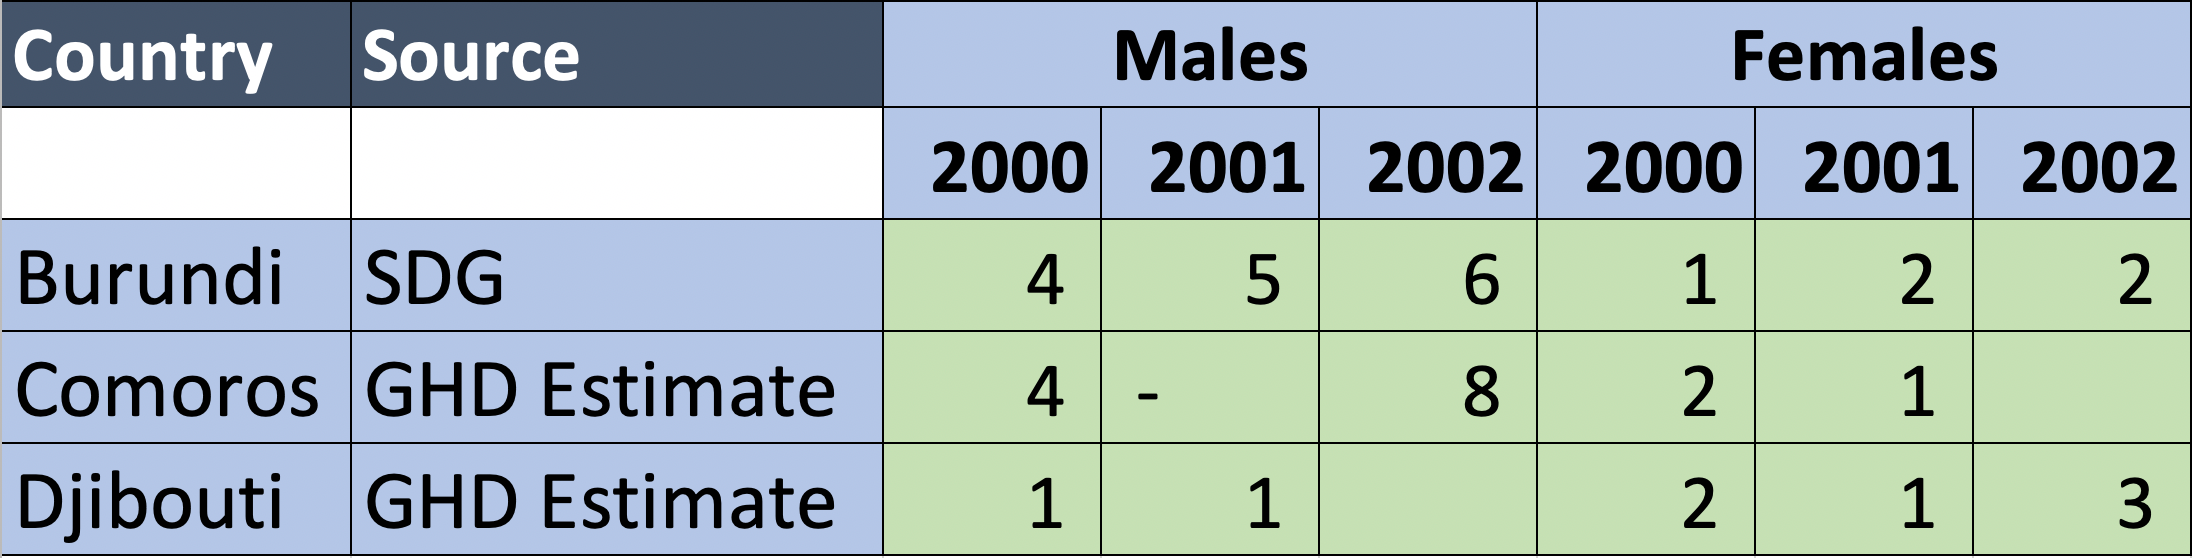 Country Source Males Females
2000 2001 2002 2000 2001 2002
Burundi SDG 4 5 6 1 2 2
Comoros GHD Estimate 4 - 8 2 1
Djibouti GHD Estimate 1 1 2 1 3